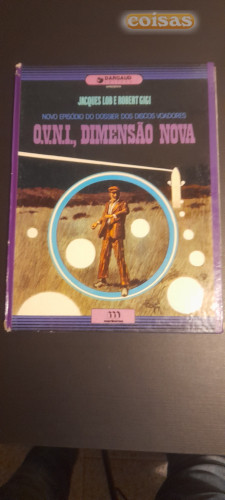 coisas
DARGAUD
JACQUES LOB E ROBERT GIGI
NOVO EPISÓDIO DO DOSSIER DOS DISCOS VOADORES
O.V.N.I., DIMENSÃO NOVA